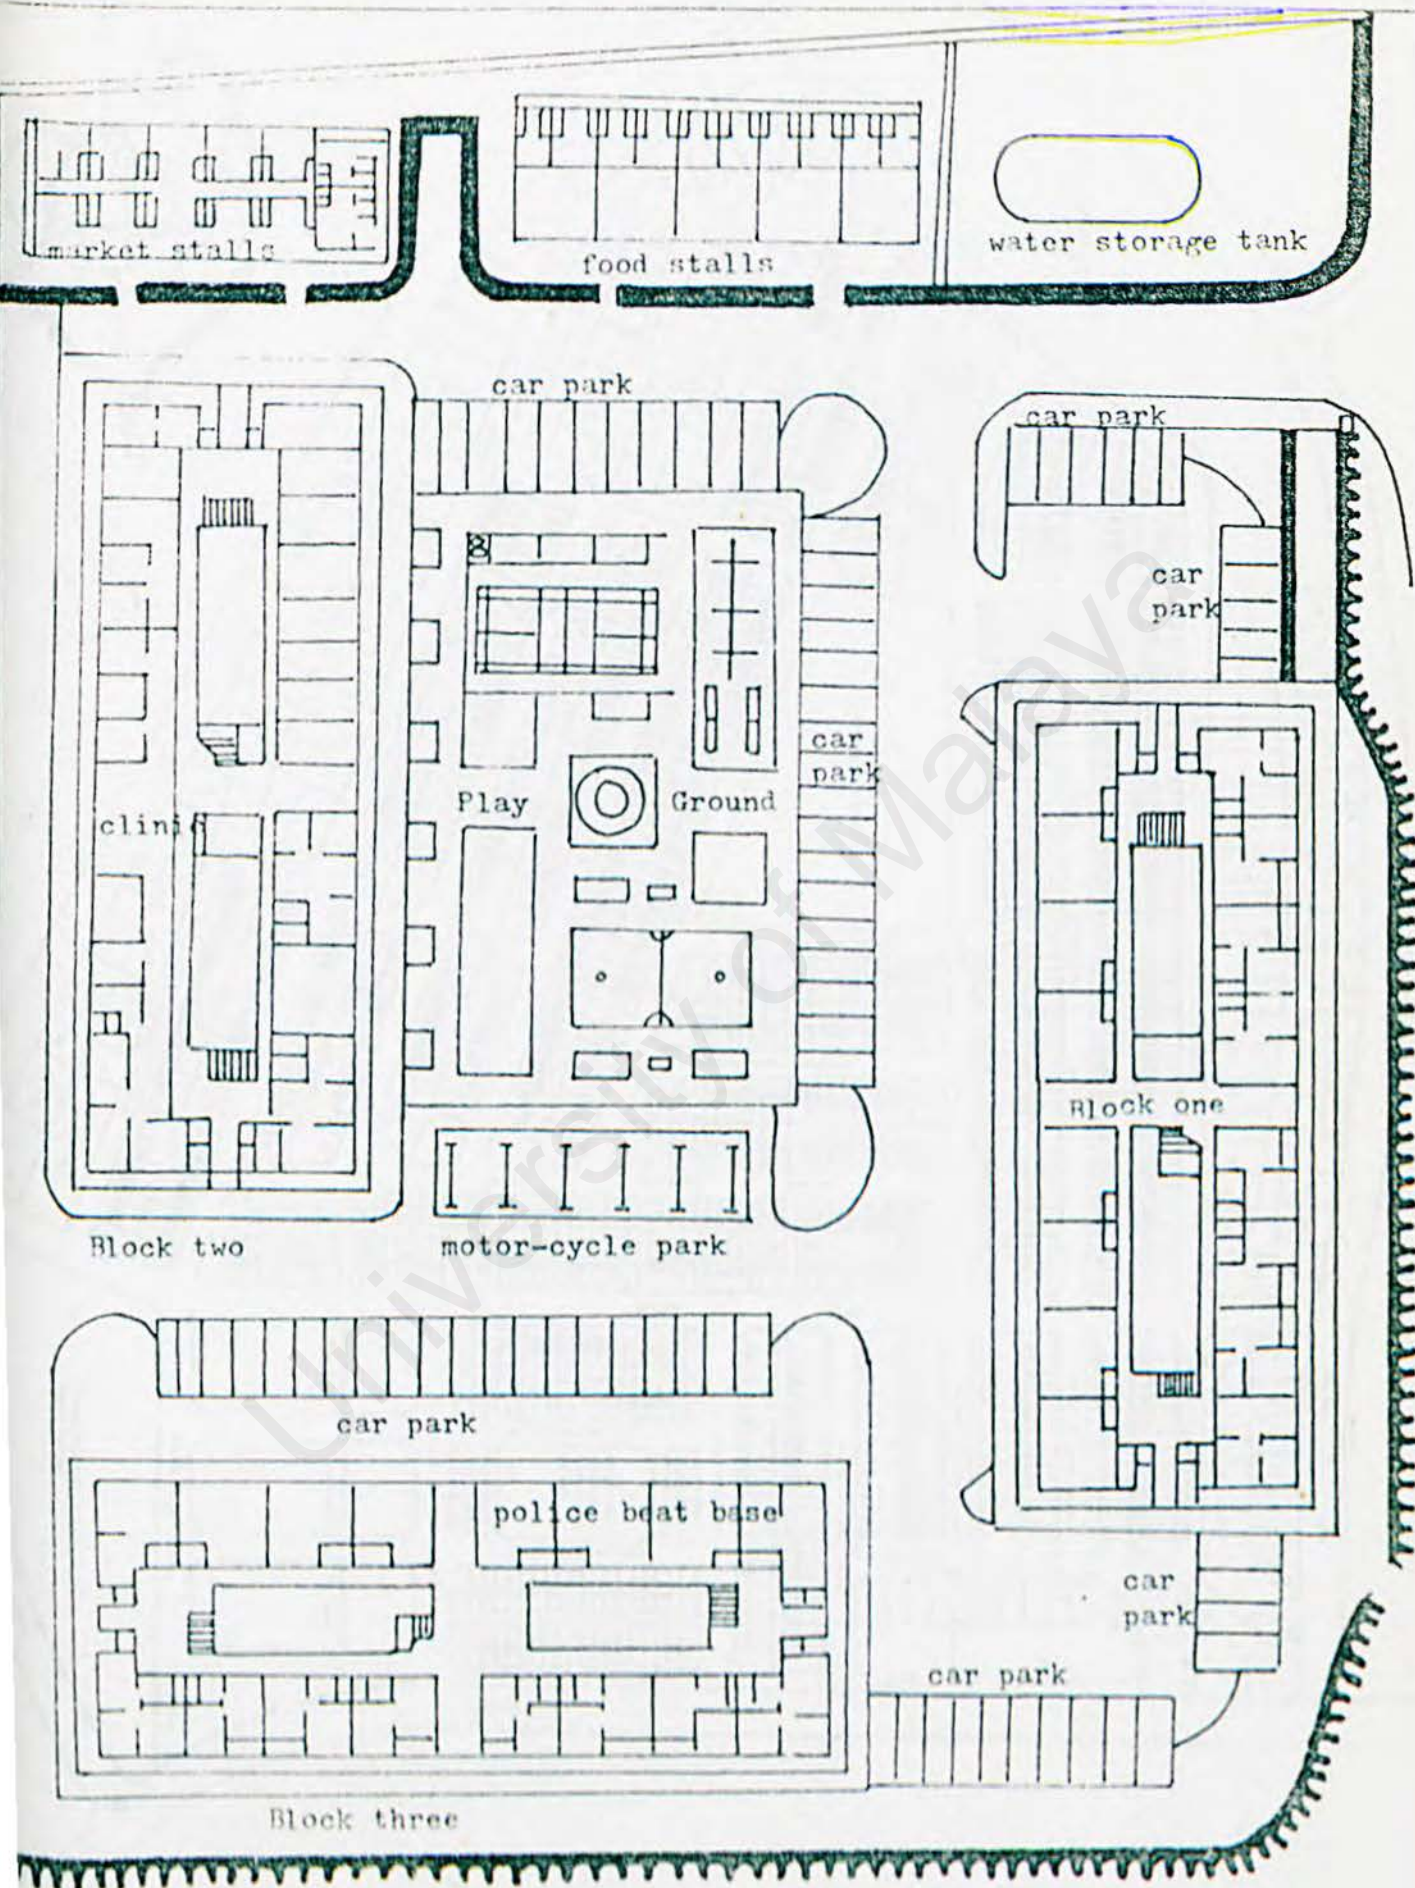 market stalls
food stalls
water storage tank
car park
car park
car
park
car
park
Play Ground
clinic
Block one
Block two
motor-cycle park
car park
police beat base
car
park
car park
Block three
University of Malaya